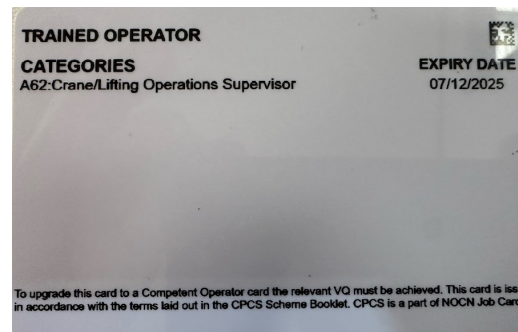 TRAINED OPERATOR
CATEGORIES EXPIRY DATE
A62:Crane/Lifting Operations Supervisor 07/12/2025
To upgrade this card to a Competent Operator card the relevant VQ must be achieved. This card is iss
in accordance with the terms laid out in the CPCS Scheme Booklet. CPCS is a part of NOCN Job Card